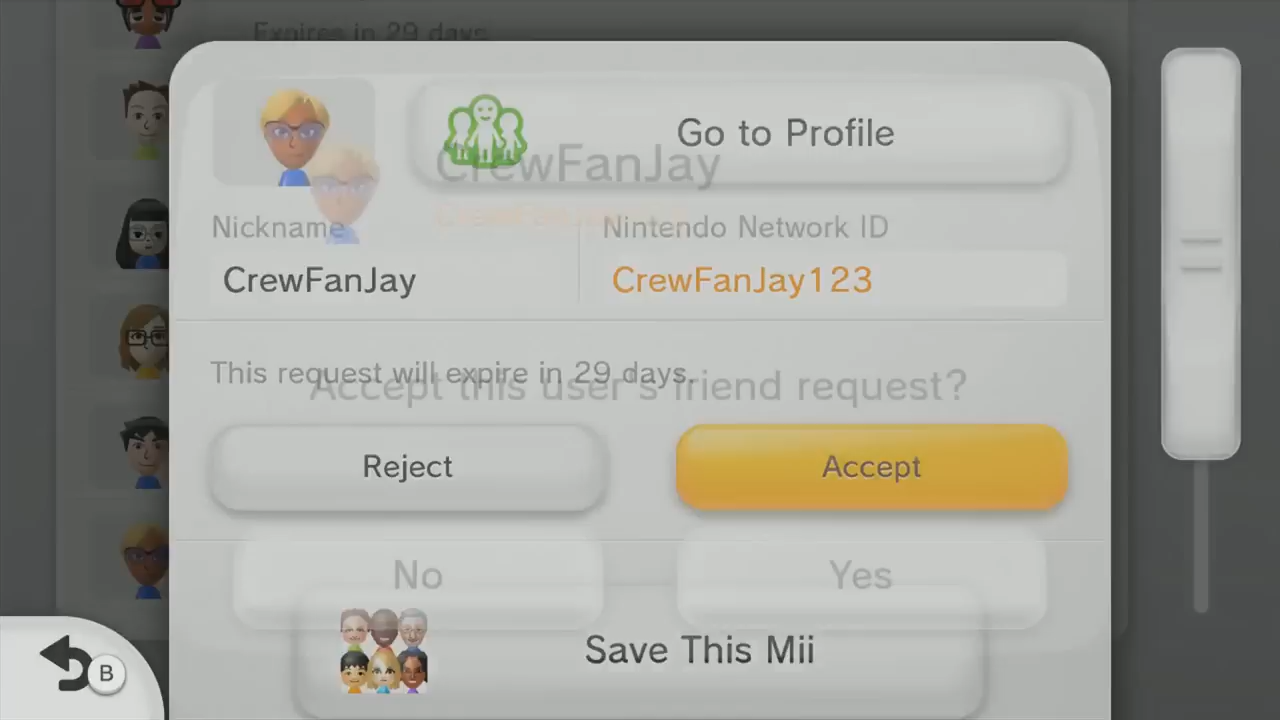 Expires in 29 days.
Go to Profile
CrewFanJay
Nickname
Nintendo Network ID
CrewFanJay
CrewFanJay123
This request will expire in 29 days.
Accept this user's friend request?
Reject
Accept
No
Yes
Save This Mii
B